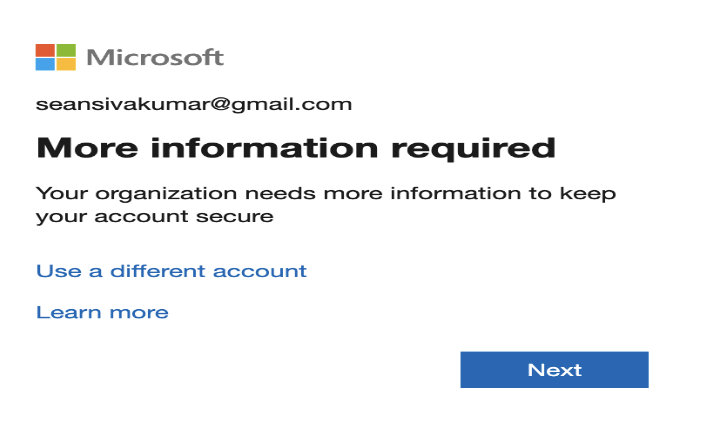 Microsoft
seansivakumar@gmail.com
More information required
Your organization needs more information to keep
your account secure
Use a different account
Learn more
Next